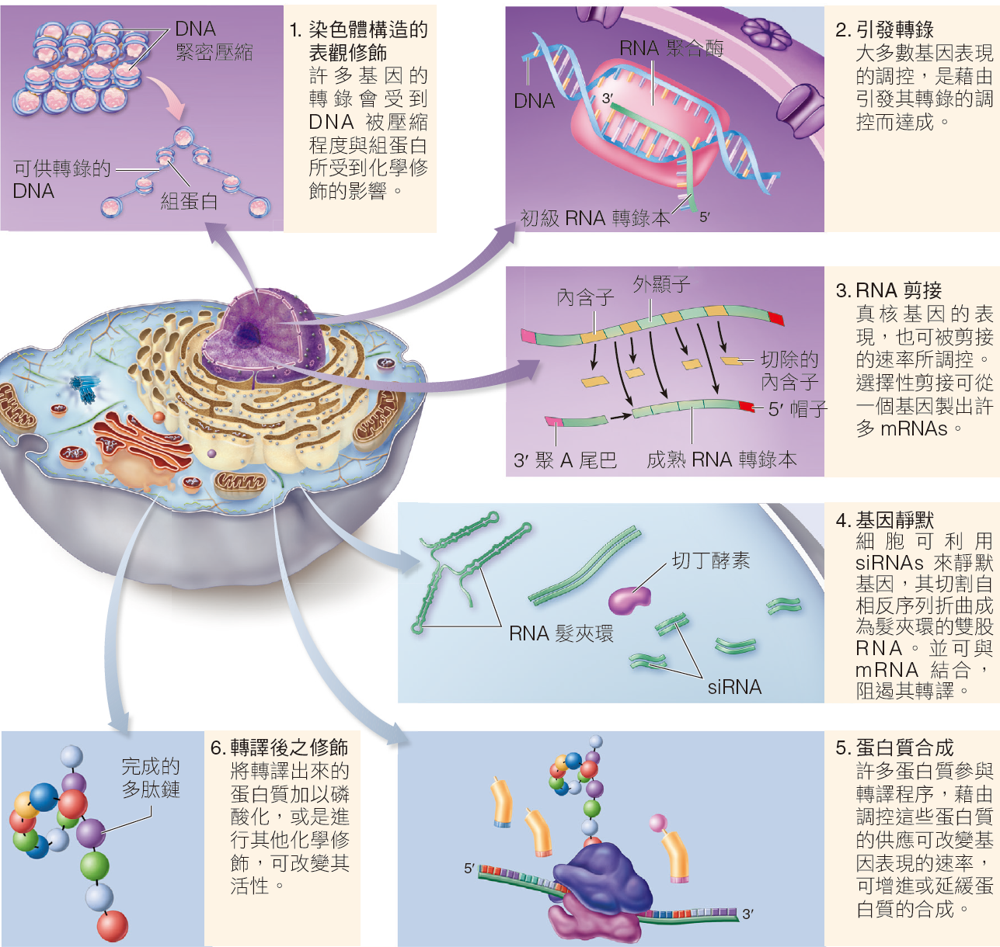 DNA
緊密壓縮
可供轉錄的
DNA
組蛋白
1. 染色體構造的
表觀修飾
許多基因的
轉錄會受到
DNA 被壓縮
程度與組蛋白
所受到化學修
飾的影響。
RNA 聚合酶
DNA
3′
初級 RNA 轉錄本
5′
2. 引發轉錄
大多數基因表現
的調控，是藉由
引發其轉錄的調
控而達成。
內含子
外顯子
切除的
內含子
5′ 帽子
3′ 聚 A 尾巴
成熟 RNA 轉錄本
3. RNA 剪接
真核基因的表
現，也可被剪接
的速率所調控。
選擇性剪接可從
一個基因製出許
多 mRNAs。
切丁酵素
RNA 髮夾環
siRNA
4. 基因靜默
細胞可利用
siRNAs 來靜默
基因，其切割自
相反序列折曲成
為髮夾環的雙股
RNA。並可與
mRNA 結合，
阻遏其轉譯。
完成的
多肽鏈
6. 轉譯後之修飾
將轉譯出來的
蛋白質加以磷
酸化，或是進
行其他化學修
飾，可改變其
活性。
5′
3′
5. 蛋白質合成
許多蛋白質參與
轉譯程序，藉由
調控這些蛋白質
的供應可改變基
因表現的速率，
可增進或延緩蛋
白質的合成。